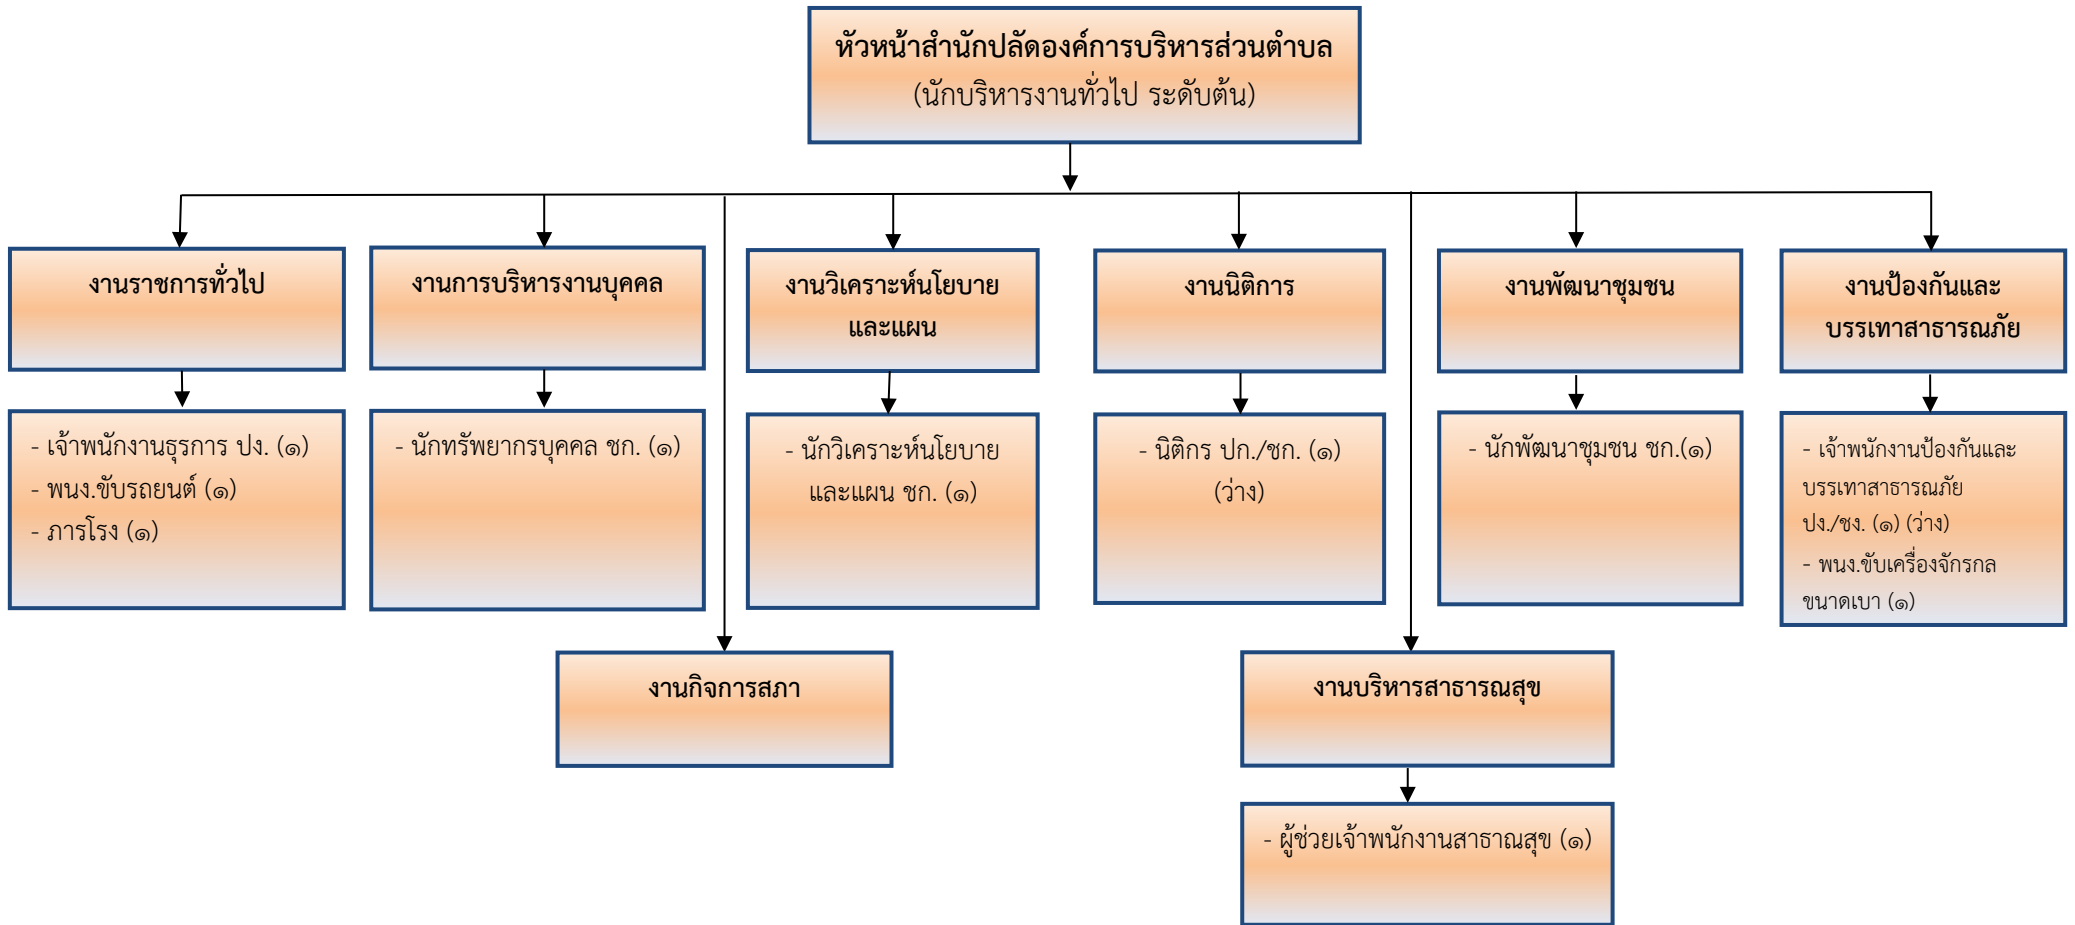 หัวหน้าสำนักปลัดองค์การบริหารส่วนตำบล
(นักบริหารงานทั่วไป ระดับต้น)
งานราชการทั่วไป
- เจ้าพนักงานธุรการ ปง. (๑)
- พนง.ขับรถยนต์ (๑)
- ภารโรง (๑)
งานการบริหารงานบุคคล
- นักทรัพยากรบุคคล ชก. (๑)
งานวิเคราะห์นโยบาย
และแผน
- นักวิเคราะห์นโยบาย
และแผน ชก. (๑)
งานนิติการ
- นิติกร ปก./ชก. (๑)
(ว่าง)
งานพัฒนาชุมชน
- นักพัฒนาชุมชน ชก.(๑)
งานป้องกันและ
บรรเทาสาธารณภัย
- เจ้าพนักงานป้องกันและ
บรรเทาสาธารณภัย
ปง./ชง. (๑) (ว่าง)
- พนง.ขับเครื่องจักรกล
ขนาดเบา (๑)
งานกิจการสภา
งานบริหารสาธารณสุข
- ผู้ช่วยเจ้าพนักงานสาธาณสุข (๑)